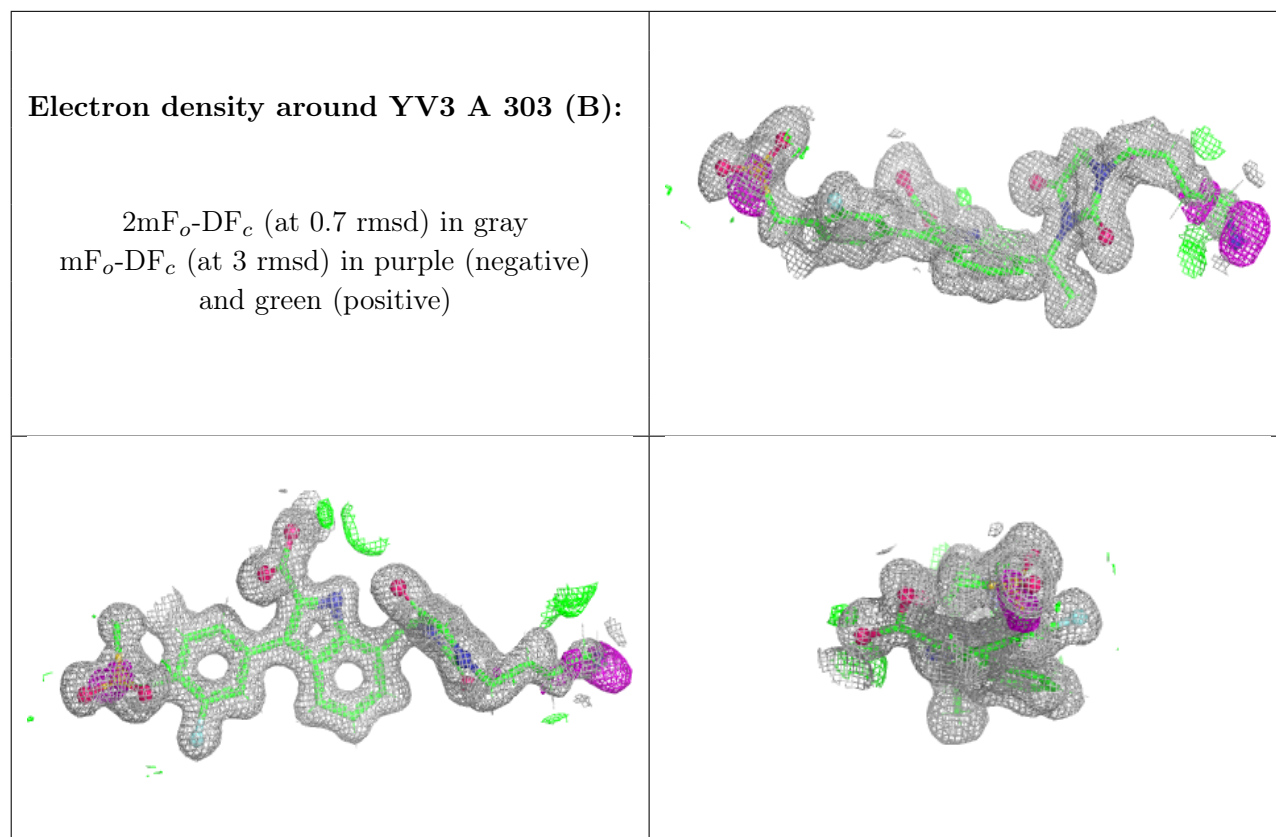 Electron density around YV3 A 303 (B):
2mFo-DFc (at 0.7 rmsd) in gray
mFo-DFc (at 3 rmsd) in purple (negative)
and green (positive)